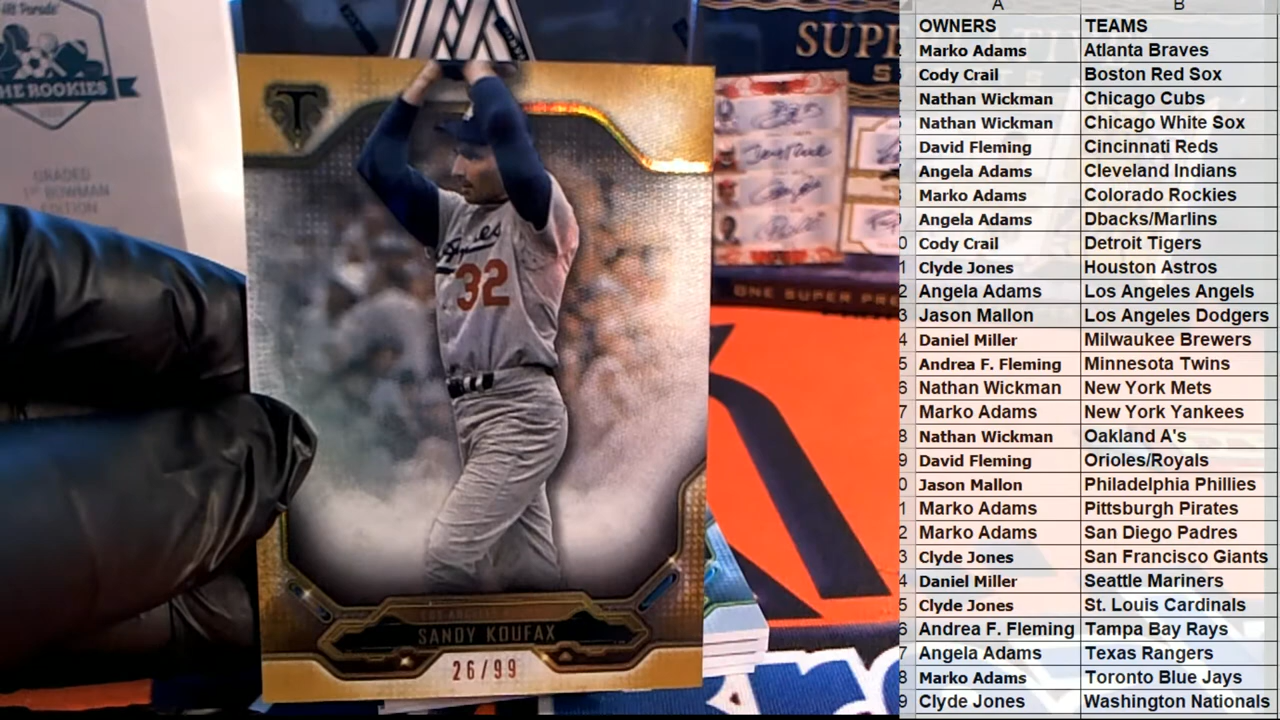 Hit Parade
THE ROOKIES
GRADED
1ST BOWMAN
EDITION
T
Angeles
32
LOS ANGELES
SANDY KOUFAX
26/99
ONE SUPER
A B
OWNERS TEAMS
Marko Adams Atlanta Braves
Cody Crail Boston Red Sox
Nathan Wickman Chicago Cubs
Nathan Wickman Chicago White Sox
David Fleming Cincinnati Reds
Angela Adams Cleveland Indians
Marko Adams Colorado Rockies
Angela Adams Dbacks/Marlins
Cody Crail Detroit Tigers
Clyde Jones Houston Astros
Angela Adams Los Angeles Angels
Jason Mallon Los Angeles Dodgers
Daniel Miller Milwaukee Brewers
Andrea F. Fleming Minnesota Twins
Nathan Wickman New York Mets
Marko Adams New York Yankees
Nathan Wickman Oakland A's
David Fleming Orioles/Royals
Jason Mallon Philadelphia Phillies
Marko Adams Pittsburgh Pirates
Marko Adams San Diego Padres
Clyde Jones San Francisco Giants
Daniel Miller Seattle Mariners
Clyde Jones St. Louis Cardinals
Andrea F. Fleming Tampa Bay Rays
Angela Adams Texas Rangers
Marko Adams Toronto Blue Jays
Clyde Jones Washington Nationals